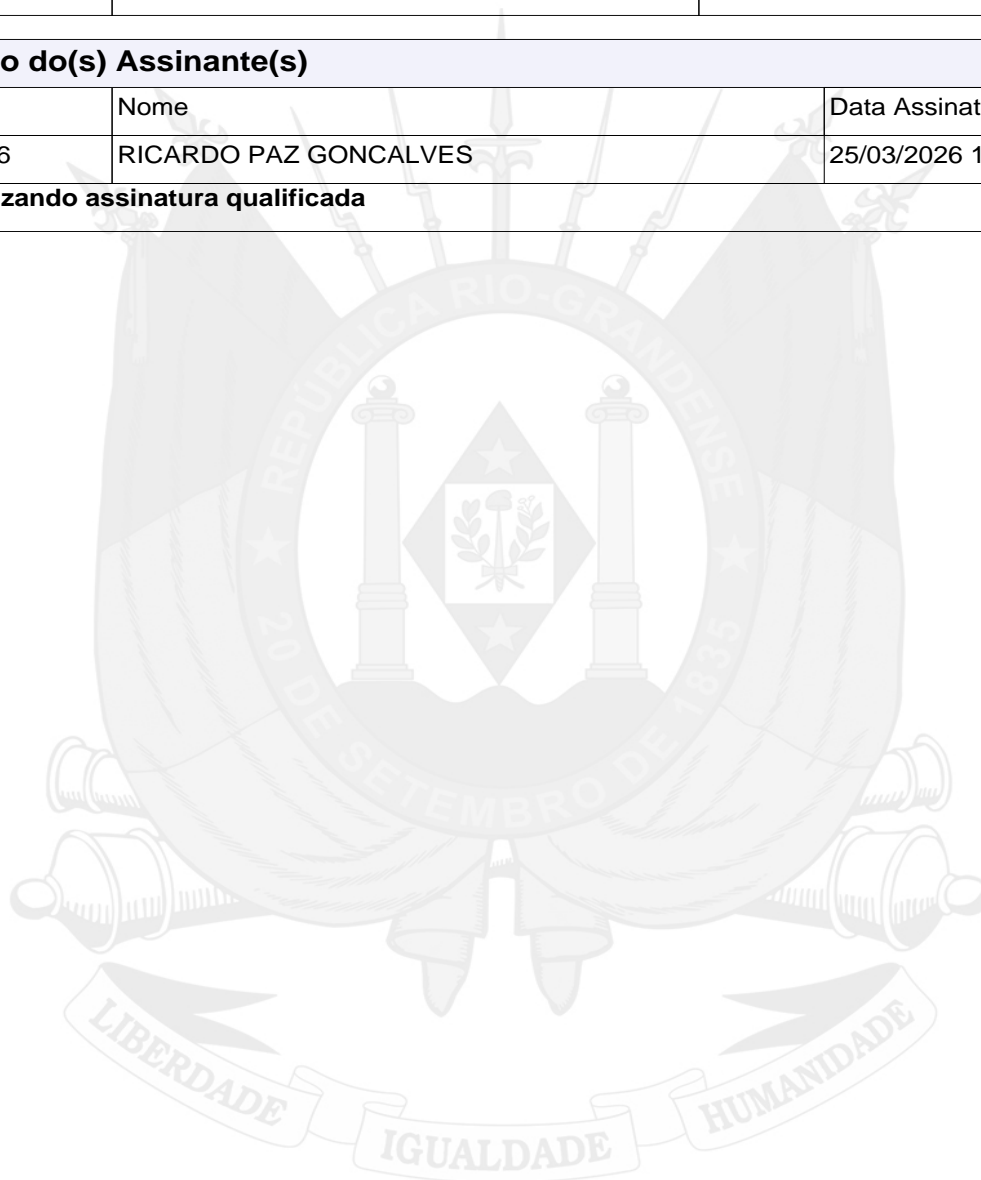 o do(s) Assinante(s)
Nome Data Assinat
6 RICARDO PAZ GONCALVES 25/03/2026 1
zando assinatura qualificada
REPÚBLICA RIO-GRANDENSE
20 DE SETEMBRO DE 1835
LIBERDADE IGUALDADE HUMANIDADE